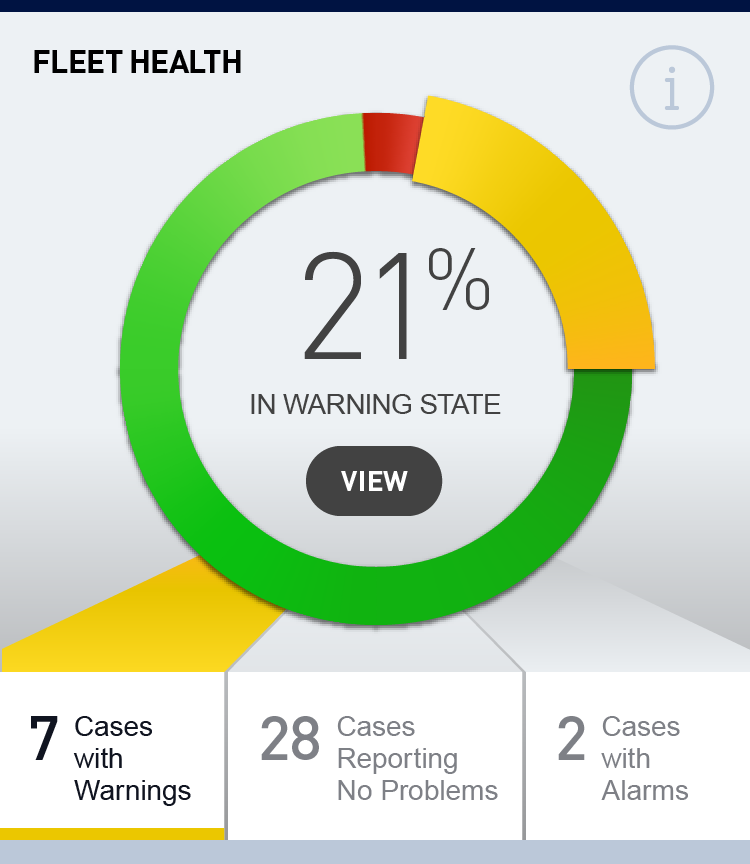 FLEET HEALTH
i
21%
IN WARNING STATE
VIEW
7 Cases
with
Warnings
28 Cases
Reporting
No Problems
2 Cases
with
Alarms